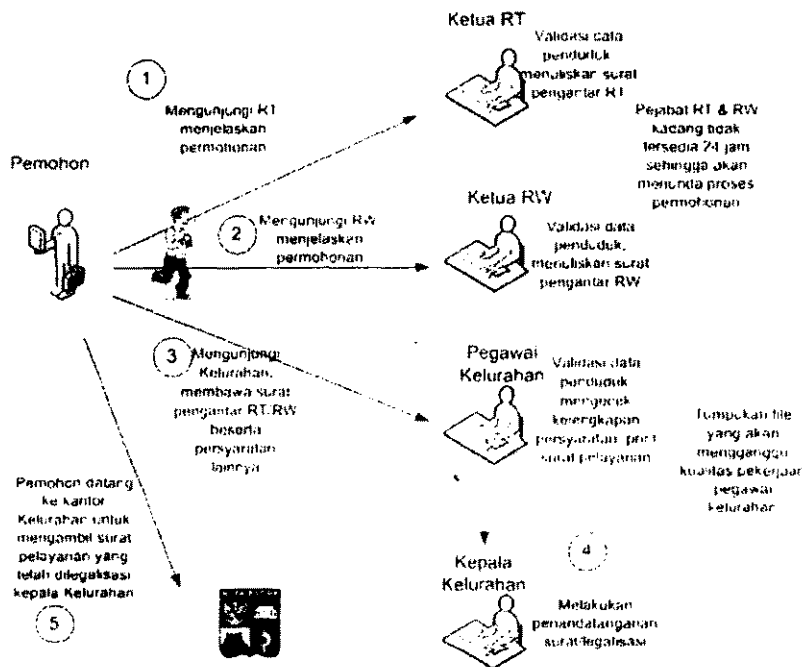 Ketua RT
Validasi data
penduduk
menuliskan surat
pengantar RT
1
Mengunjungi RT
menjelaskan
permohonan
Pejabat RT & RW
kadang tidak
tersedia 24 jam
sehingga akan
menunda proses
permohonan
Pemohon
Ketua RW
2
Mengunjungi RW
menjelaskan
permohonan
Validasi data
penduduk,
menuliskan surat
pengantar RW
3
Mengunjungi
Kelurahan,
membawa surat
pengantar RT/RW
beserta
persyaratan
lainnya
Pegawai
Kelurahan
Validasi data
penduduk
mengecek
kelengkapan
persyaratan, print
surat pelayanan
Tumpukan file
yang akan
mengganggu
kualitas pekerjaan
pegawai
kelurahan
Pemohon datang
ke kantor
Kelurahan untuk
mengambil surat
pelayanan yang
telah dilegalisasi
kepala Kelurahan
5
4
Kepala
Kelurahan
Melakukan
penandatanganan
surat/legalisasi